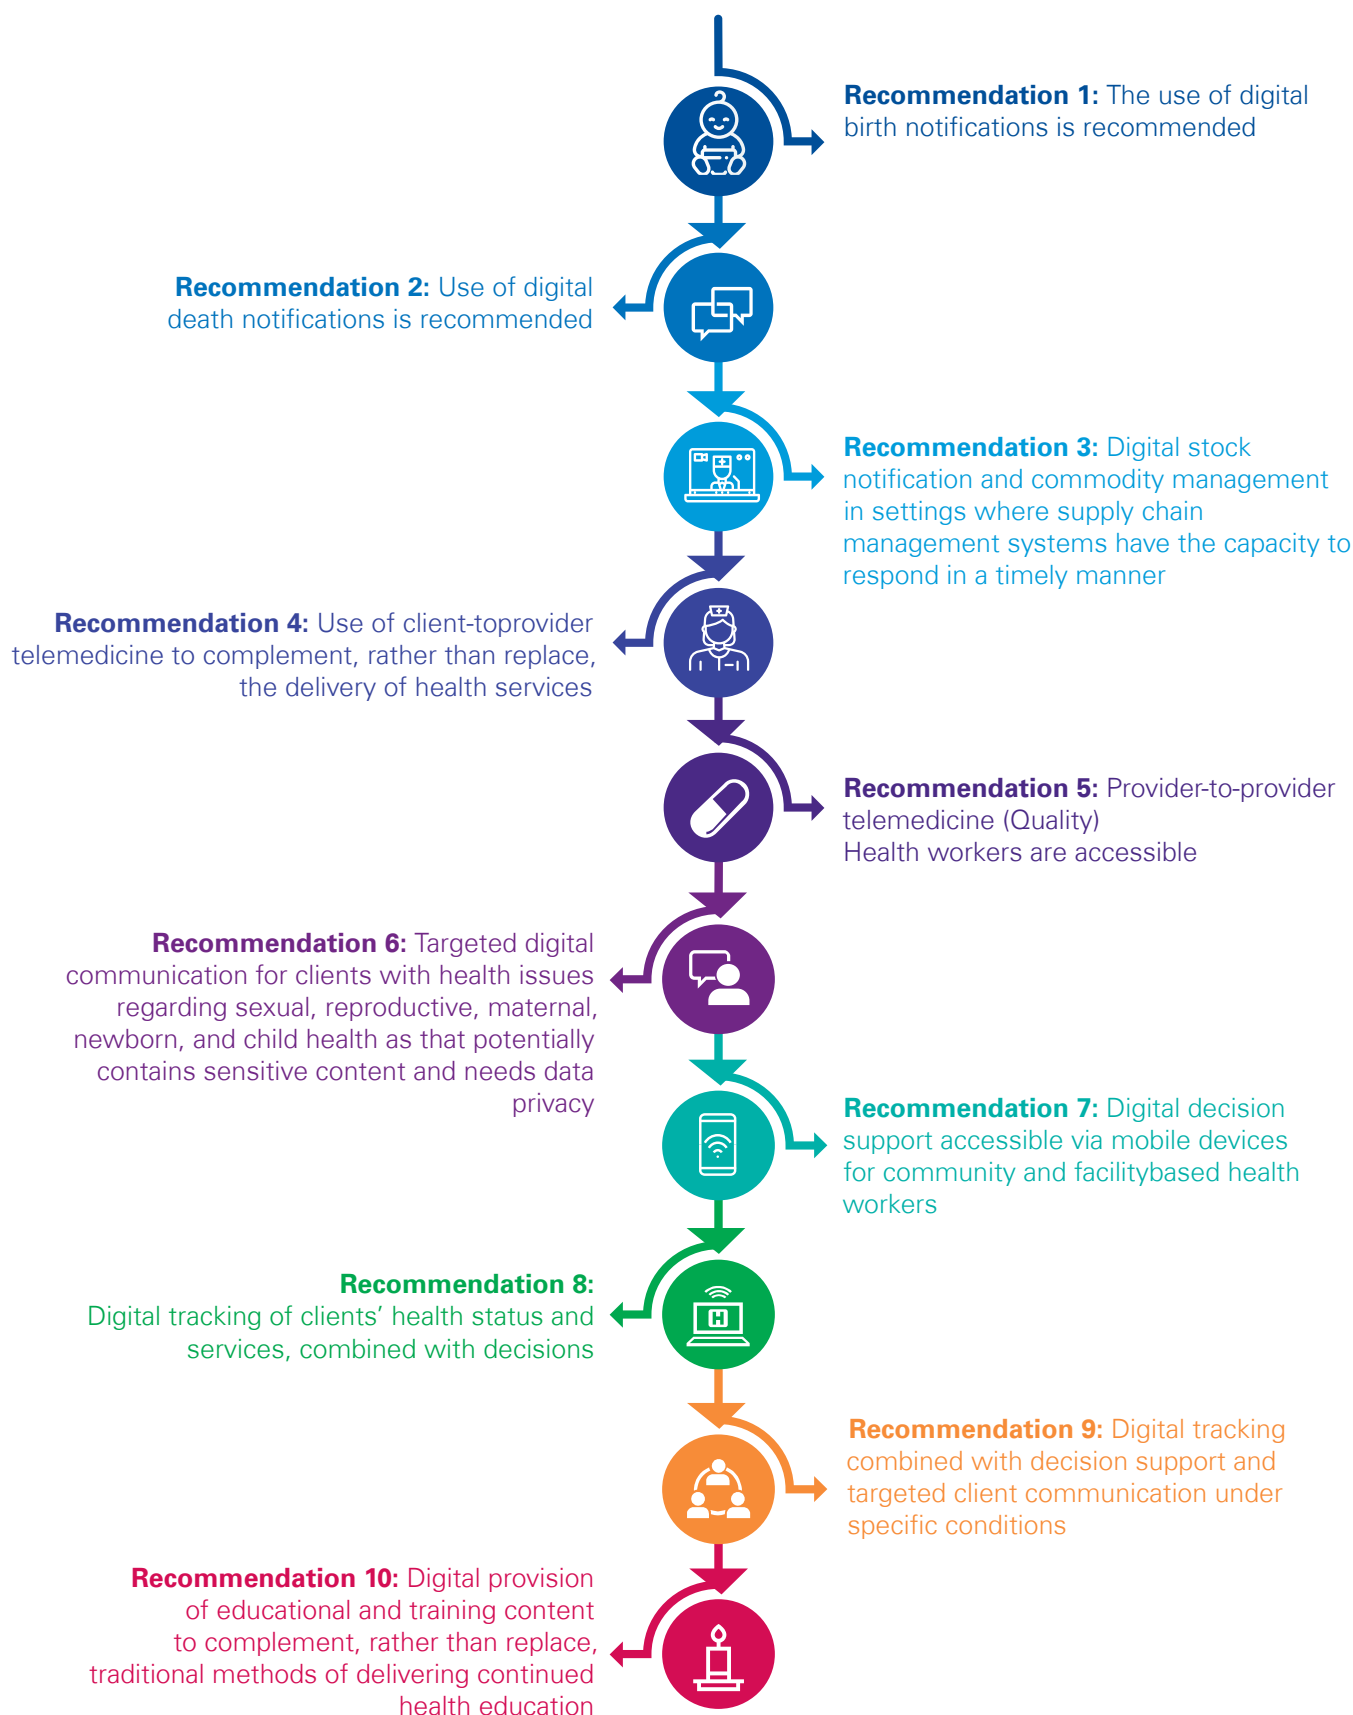 Recommendation 1: The use of digital
birth notifications is recommended
Recommendation 2: Use of digital
death notifications is recommended
Recommendation 3: Digital stock
notification and commodity management
in settings where supply chain
management systems have the capacity to
respond in a timely manner
Recommendation 4: Use of client-toprovider
telemedicine to complement, rather than replace,
the delivery of health services
Recommendation 5: Provider-to-provider
telemedicine (Quality)
Health workers are accessible
Recommendation 6: Targeted digital
communication for clients with health issues
regarding sexual, reproductive, maternal,
newborn, and child health as that potentially
contains sensitive content and needs data
privacy
Recommendation 7: Digital decision
support accessible via mobile devices
for community and facilitybased health
workers
Recommendation 8:
Digital tracking of clients’ health status and
services, combined with decisions
H
Recommendation 9: Digital tracking
combined with decision support and
targeted client communication under
specific conditions
Recommendation 10: Digital provision
of educational and training content
to complement, rather than replace,
traditional methods of delivering continued
health education